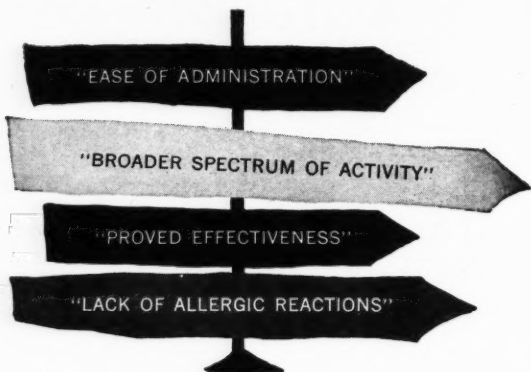 "EASE OF ADMINISTRATION"
"BROADER SPECTRUM OF ACTIVITY"
"PROVED EFFECTIVENESS"
"LACK OF ALLERGIC REACTIONS"